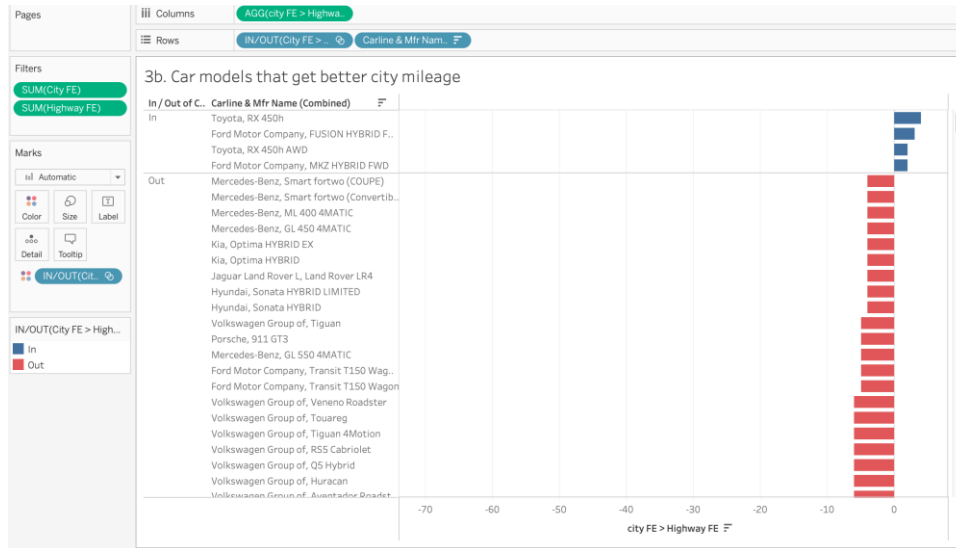 Pages
iii Columns
AGG(city FE > Highwa..
Rows
IN/OUT(City FE > ..
Carline & Mfr Nam..
Filters
SUM(City FE)
SUM(Highway FE)
Marks
Automatic
Color
Size
Label
Detail
Tooltip
IN/OUT(Cit..
IN/OUT(City FE > High...
In
Out
3b. Car models that get better city mileage
In / Out of C.. Carline & Mfr Name (Combined)
In Toyota, RX 450h
Ford Motor Company, FUSION HYBRID F..
Toyota, RX 450h AWD
Ford Motor Company, MKZ HYBRID FWD
Out Mercedes-Benz, Smart fortwo (COUPE)
Mercedes-Benz, Smart fortwo (Convertib..
Mercedes-Benz, ML 400 4MATIC
Mercedes-Benz, GL 450 4MATIC
Kia, Optima HYBRID EX
Kia, Optima HYBRID
Jaguar Land Rover L, Land Rover LR4
Hyundai, Sonata HYBRID LIMITED
Hyundai, Sonata HYBRID
Volkswagen Group of, Tiguan
Porsche, 911 GT3
Mercedes-Benz, GL 550 4MATIC
Ford Motor Company, Transit T150 Wag..
Ford Motor Company, Transit T150 Wagon
Volkswagen Group of, Veneno Roadster
Volkswagen Group of, Touareg
Volkswagen Group of, Tiguan 4Motion
Volkswagen Group of, RS5 Cabriolet
Volkswagen Group of, Q5 Hybrid
Volkswagen Group of, Huracan
Volkswagen Group of, Aventador Roadst..
-70 -60 -50 -40 -30 -20 -10 0
city FE > Highway FE